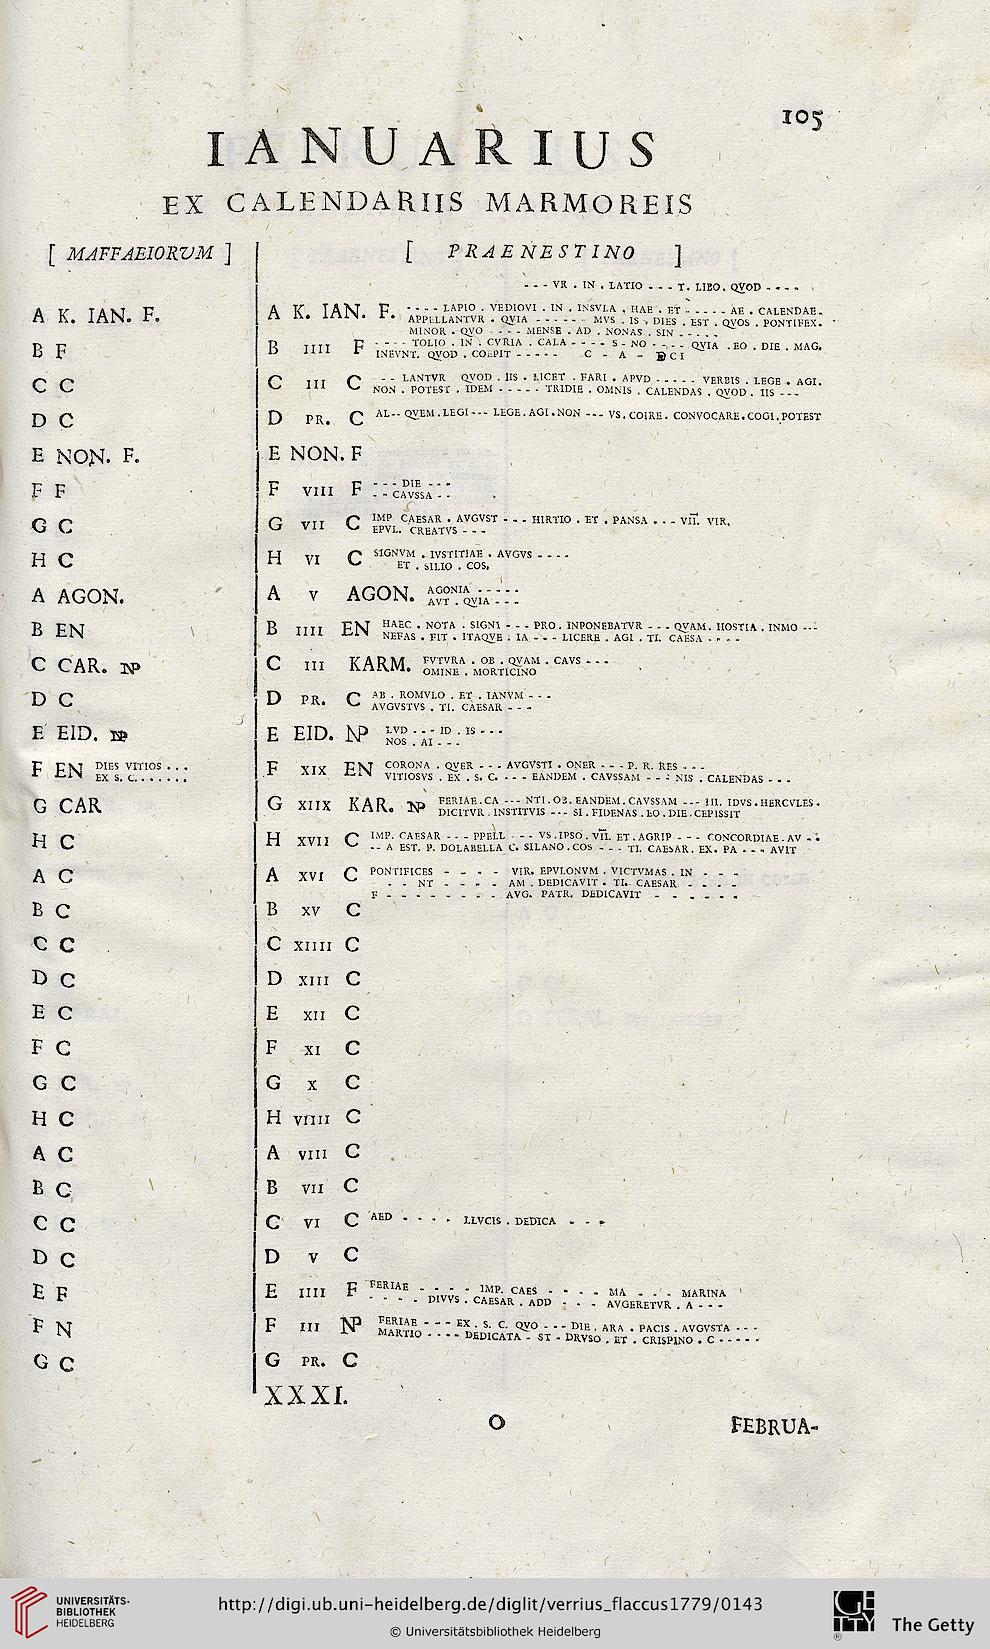 105
IANUARIUS
EX CALENDARIIS MARMOREIS
[ MAFFAEIORVM ]
A K. IAN. F.
B F
C C
D C
E NON. F.
F F
G C
H C
A AGON.
B EN
C CAR. NP
D C
E EID. NP
F EN DIES VITIOS . . .
EX S. C. . . . . . .
G CAR
H C
A C
B C
C C
D C
E C
F C
G C
H C
A C
B C
C C
D C
E F
F N
G C
[ PRAENESTINO ]
- - - VR . IN . LATIO - - - T. LIBO. QVOD - - - -
A K. IAN. F. - - - - LAPIO . VEDIOVI . IN . INSVLA . HAE . ET - - - - - AE . CALENDAE.
APPELLANTVR . QVIA - - - - - - MVS . IS . DIES . EST . QVOS . PONTIFEX.
MINOR . QVO - - - - MENSE . AD . NONAS . SIN - - - - -
B IIII F - - - - TOLIO . IN . CVRIA . CALA - - - - S - NO - - - - QVIA . EO . DIE . MAG.
INEVNT. QVOD . COEPIT - - - - - C - A - DCI
C III C - - LANTVR QVOD . IIS . LICET . FARI . APVD - - - - - VERBIS . LEGE . AGI.
NON . POTEST . IDEM - - - - - TRIDIE . OMNIS . CALENDAS . QVOD . IIS - - -
D PR. C AL-- QVEM.LEGI--- LEGE.AGI.NON --- VS.COIRE. CONVOCARE.COGI.POTEST
E NON. F
F VIII F - - - DIE - - -
- - CAVSSA - -
G VII C IMP CAESAR . AVGVST - - - HIRTIO . ET . PANSA . . . VII. VIR.
EPVL. CREATVS - - -
H VI C SIGNVM . IVSTITIAE . AVGVS - - - -
ET . SILIO . COS.
A V AGON. AGONIA - - - - -
AVT . QVIA - - -
B IIII EN HAEC . NOTA . SIGNI - - - PRO. INPONEBATVR - - - QVAM. HOSTIA . INMO ---
NEFAS . FIT . ITAQVE . IA - - - LICERE . AGI . TI. CAESA - - - -
C III KARM. FVTVRA . OB . QVAM . CAVS - - -
OMINE . MORTICINO
D PR. C AB . ROMVLO . ET . IANVM - - -
AVGVSTVS . TI. CAESAR - - -
E EID. NP LVD - - - ID . IS - - -
NOS . AI - - -
F XIX EN CORONA . QVER - - - AVGVSTI . ONER - - - P. R. RES - - -
VITIOSVS . EX . S. C. - - - EANDEM . CAVSSAM - - - NIS . CALENDAS - - -
G XIIX KAR. NP FERIAE.CA --- NTI.OB.EANDEM.CAVSSAM --- III. IDVS.HERCVLES.
DICITVR.INSTITVIS --- SI.FIDENAS.EO.DIE.CEPISSIT
H XVII C IMP. CAESAR - - - PPELL - - - VS.IPSO. VII. ET.AGRIP - - - CONCORDIAE.AV - -
-- A EST. P. DOLABELLA C. SILANO.COS - - - TI. CAESAR. EX. PA - - - AVIT
A XVI C PONTIFICES - - - - VIR. EPVLONVM . VICTVMAS . IN - - -
- - NT - - - - AM . DEDICAVIT . TI. CAESAR - - - -
F - - - - - - - - AVG. PATR. DEDICAVIT - - - - - -
B XV C
C XIIII C
D XIII C
E XII C
F XI C
G X C
H VIIII C
A VIII C
B VII C
C VI C AED - - - - LLVCIS . DEDICA - - -
D V C
E IIII F FERIAE - - - - IMP. CAES - - - - MA - - - MARINA
- - - - DIVVS . CAESAR . ADD - - - AVGERETVR . A - - -
F III NP FERIAE - - - EX . S. C. QVO - - - DIE . ARA . PACIS . AVGVSTA - - -
MARTIO - - - - DEDICATA - ST - DRVSO . ET . CRISPINO . C - - - - -
G PR. C
XXXI.
O
FEBRUA-
UNIVERSITÄTS-
BIBLIOTHEK
HEIDELBERG
http://digi.ub.uni-heidelberg.de/diglit/verrius_flaccus1779/0143
© Universitätsbibliothek Heidelberg
GETTY
The Getty